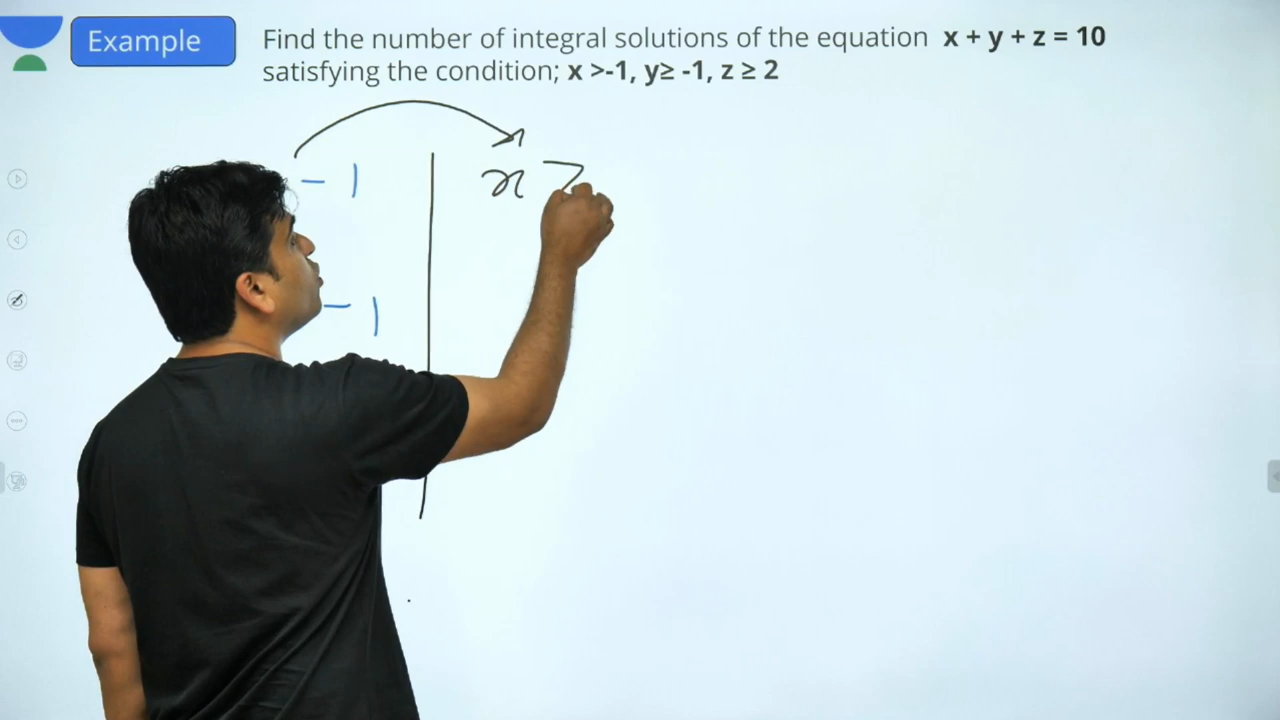 Example
Find the number of integral solutions of the equation x + y + z = 10
satisfying the condition; x >-1, y≥ -1, z ≥ 2
- 1
x >
- 1